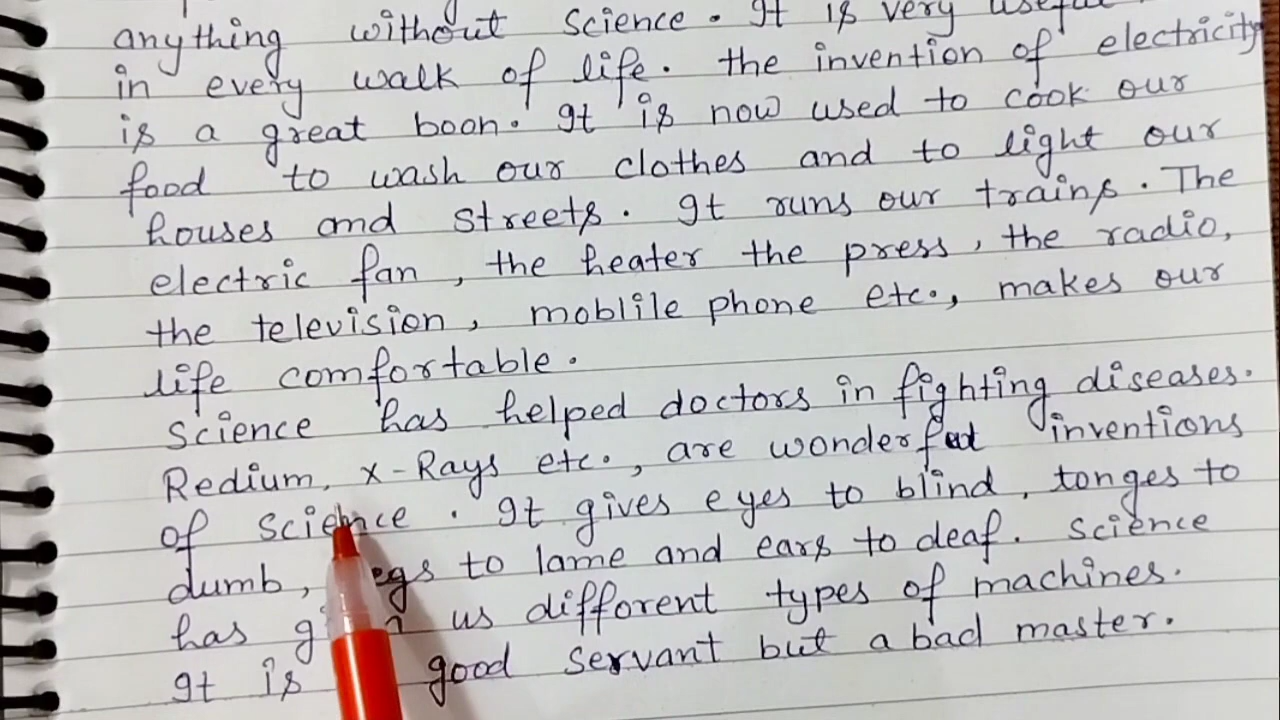 anything without science. It is very useful
in every walk of life. the invention of electricity
is a great boon. It is now used to cook our
food to wash our clothes and to light our
houses and streets. It runs our trains. The
electric fan, the heater the press, the radio,
the television, moblile phone etc., makes our
life comfortable.
Science has helped doctors in fighting diseases.
Redium, x-Rays etc., are wonderful inventions
of science. It gives eyes to blind, tonges to
dumb, legs to lame and ears to deaf. Science
has us different types of machines.
It is good servant but a bad master.